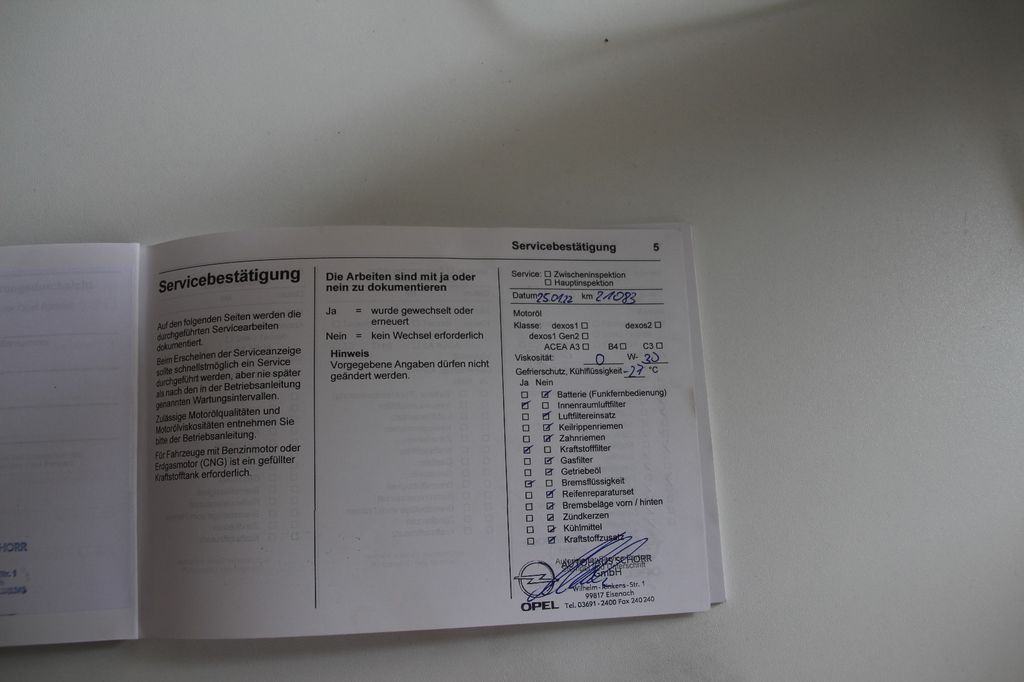 Servicebestätigung 5
Servicebestätigung
Auf den folgenden Seiten werden die
durchgeführten Servicearbeiten
dokumentiert.
Beim Erscheinen der Serviceanzeige
sollte schnellstmöglich ein Service
durchgeführt werden, aber nie später
als nach den in der Betriebsanleitung
genannten Wartungsintervallen.
Zulässige Motorölqualitäten und
Motorölviskositäten entnehmen Sie
bitte der Betriebsanleitung.
Für Fahrzeuge mit Benzinmotor oder
Erdgasmotor (CNG) ist ein gefüllter
Kraftstofftank erforderlich.
Die Arbeiten sind mit ja oder
nein zu dokumentieren
Ja = wurde gewechselt oder
erneuert
Nein = kein Wechsel erforderlich
Hinweis
Vorgegebene Angaben dürfen nicht
geändert werden.
Service: Zwischeninspektion
Hauptinspektion
Datum 25.01.22 km 21083
Motoröl
Klasse: dexos1 dexos2
dexos1 Gen2
ACEA A3 B4 C3
Viskosität: 0 W- 30
Gefrierschutz, Kühlflüssigkeit -27 °C
Ja Nein
Batterie (Funkfernbedienung)
Innenraumluftfilter
Luftfiltereinsatz
Keilrippenriemen
Zahnriemen
Kraftstofffilter
Gasfilter
Getriebeöl
Bremsflüssigkeit
Reifenreparaturset
Bremsbeläge vorn / hinten
Zündkerzen
Kühlmittel
Kraftstoffzusatz
AUTOHAUS SCHORR
GmbH
Wilhelm-Rinkens-Str. 1
99817 Eisenach
OPEL Tel. 03691-2400 Fax 240240